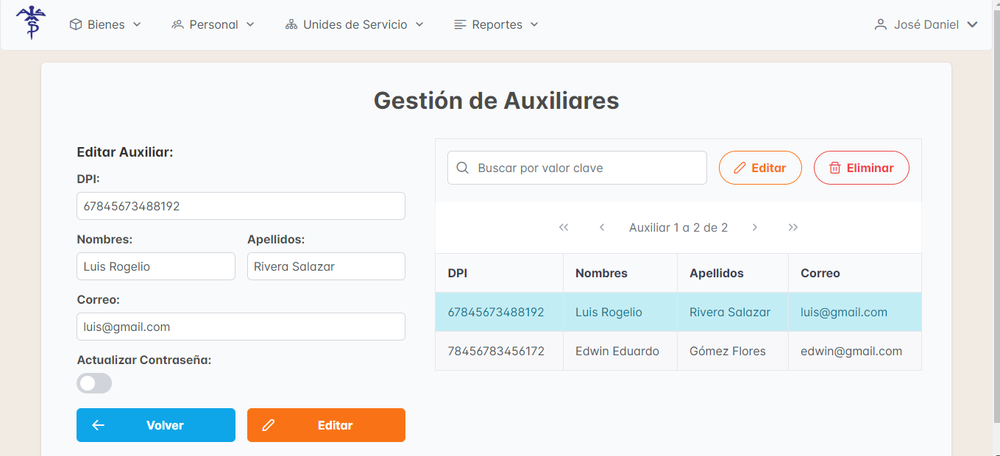 Bienes
Personal
Unides de Servicio
Reportes
José Daniel
Gestión de Auxiliares
Editar Auxiliar:
DPI:
67845673488192
Nombres: Apellidos:
Luis Rogelio Rivera Salazar
Correo:
luis@gmail.com
Actualizar Contraseña:
Volver Editar
Buscar por valor clave Editar Eliminar
Auxiliar 1 a 2 de 2
DPI Nombres Apellidos Correo
67845673488192 Luis Rogelio Rivera Salazar luis@gmail.com
78456783456172 Edwin Eduardo Gómez Flores edwin@gmail.com